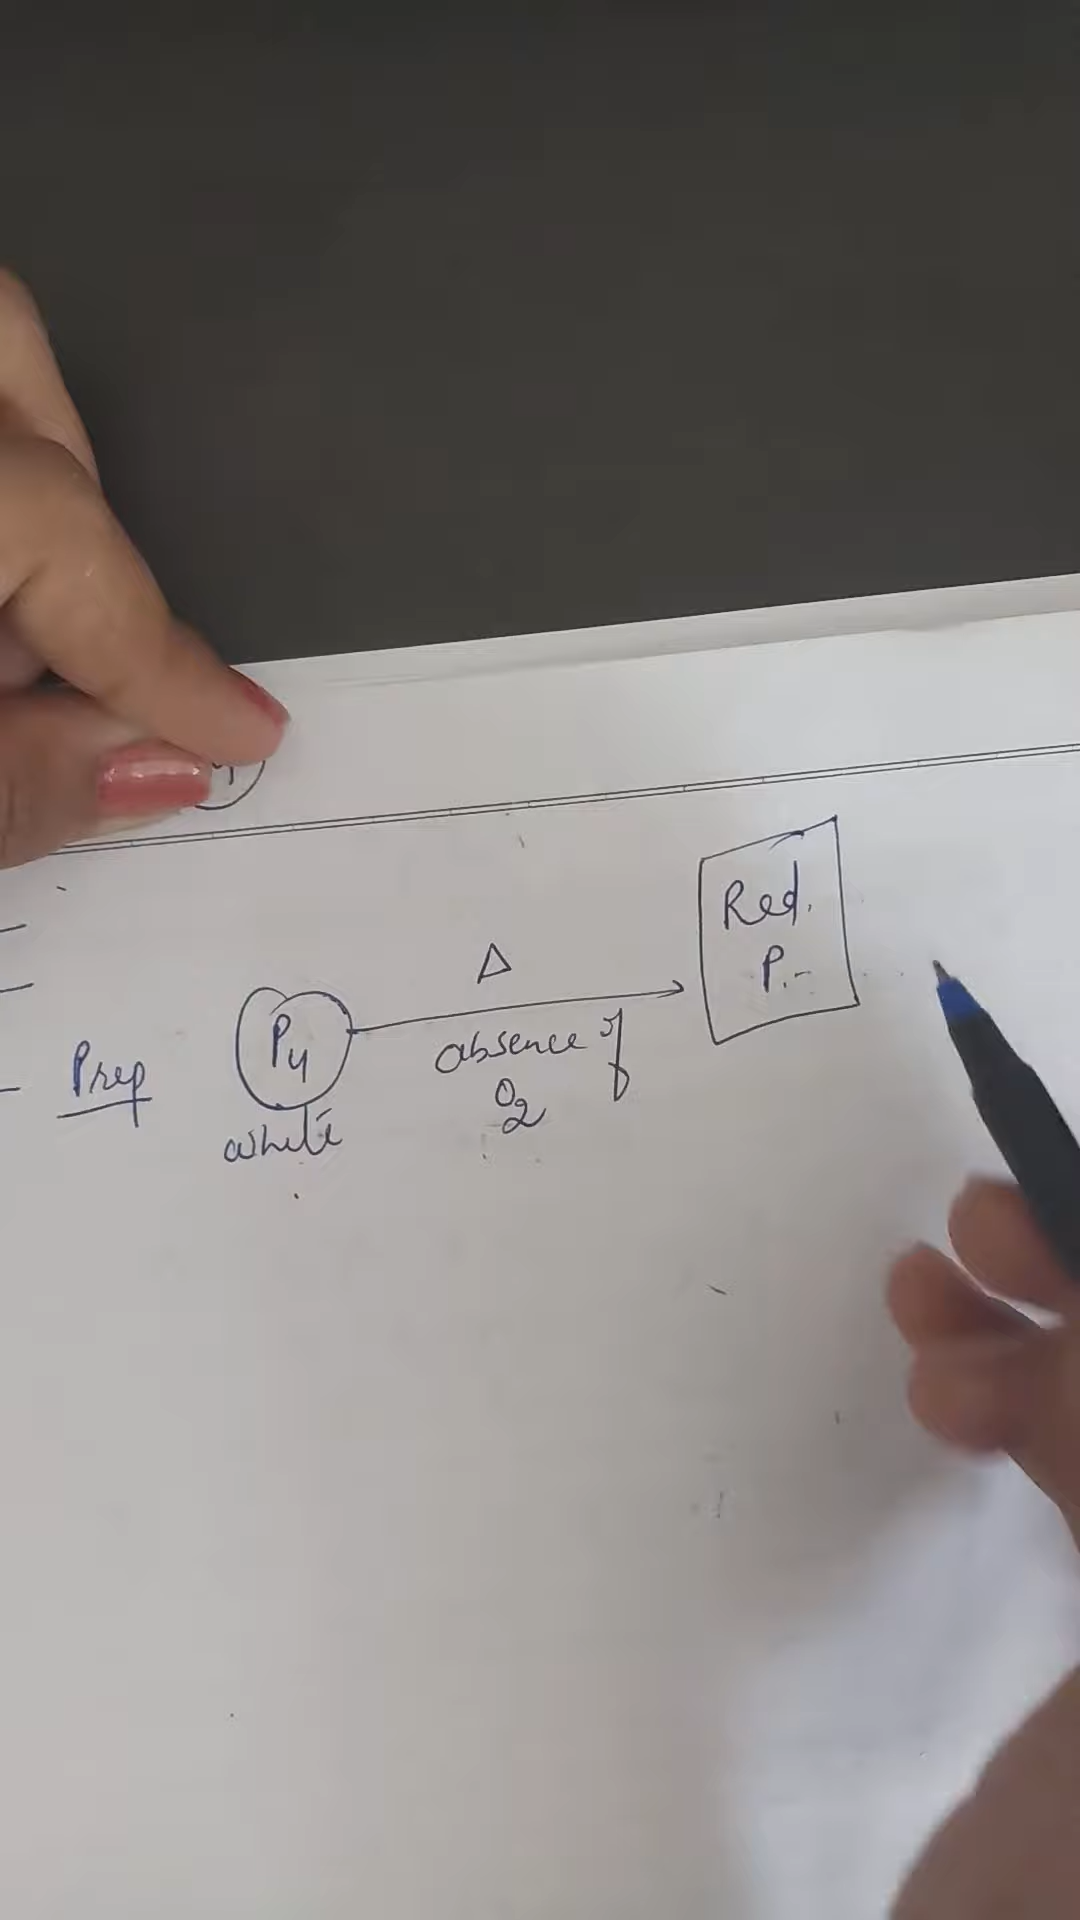 Red.
P.-
Δ
absence of
O2
Prep
P4
white